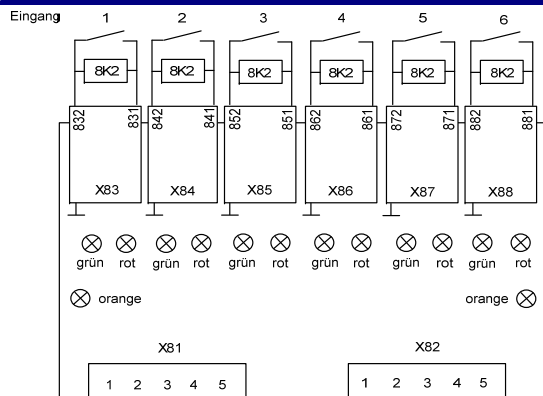 Eingang 1 2 3 4 5 6
8K2 8K2 8K2 8K2 8K2 8K2
832 831 842 841 852 851 862 861 872 871 882 881
X83 X84 X85 X86 X87 X88
grün rot grün rot grün rot grün rot grün rot grün rot
orange orange
X81 X82
1 2 3 4 5 1 2 3 4 5